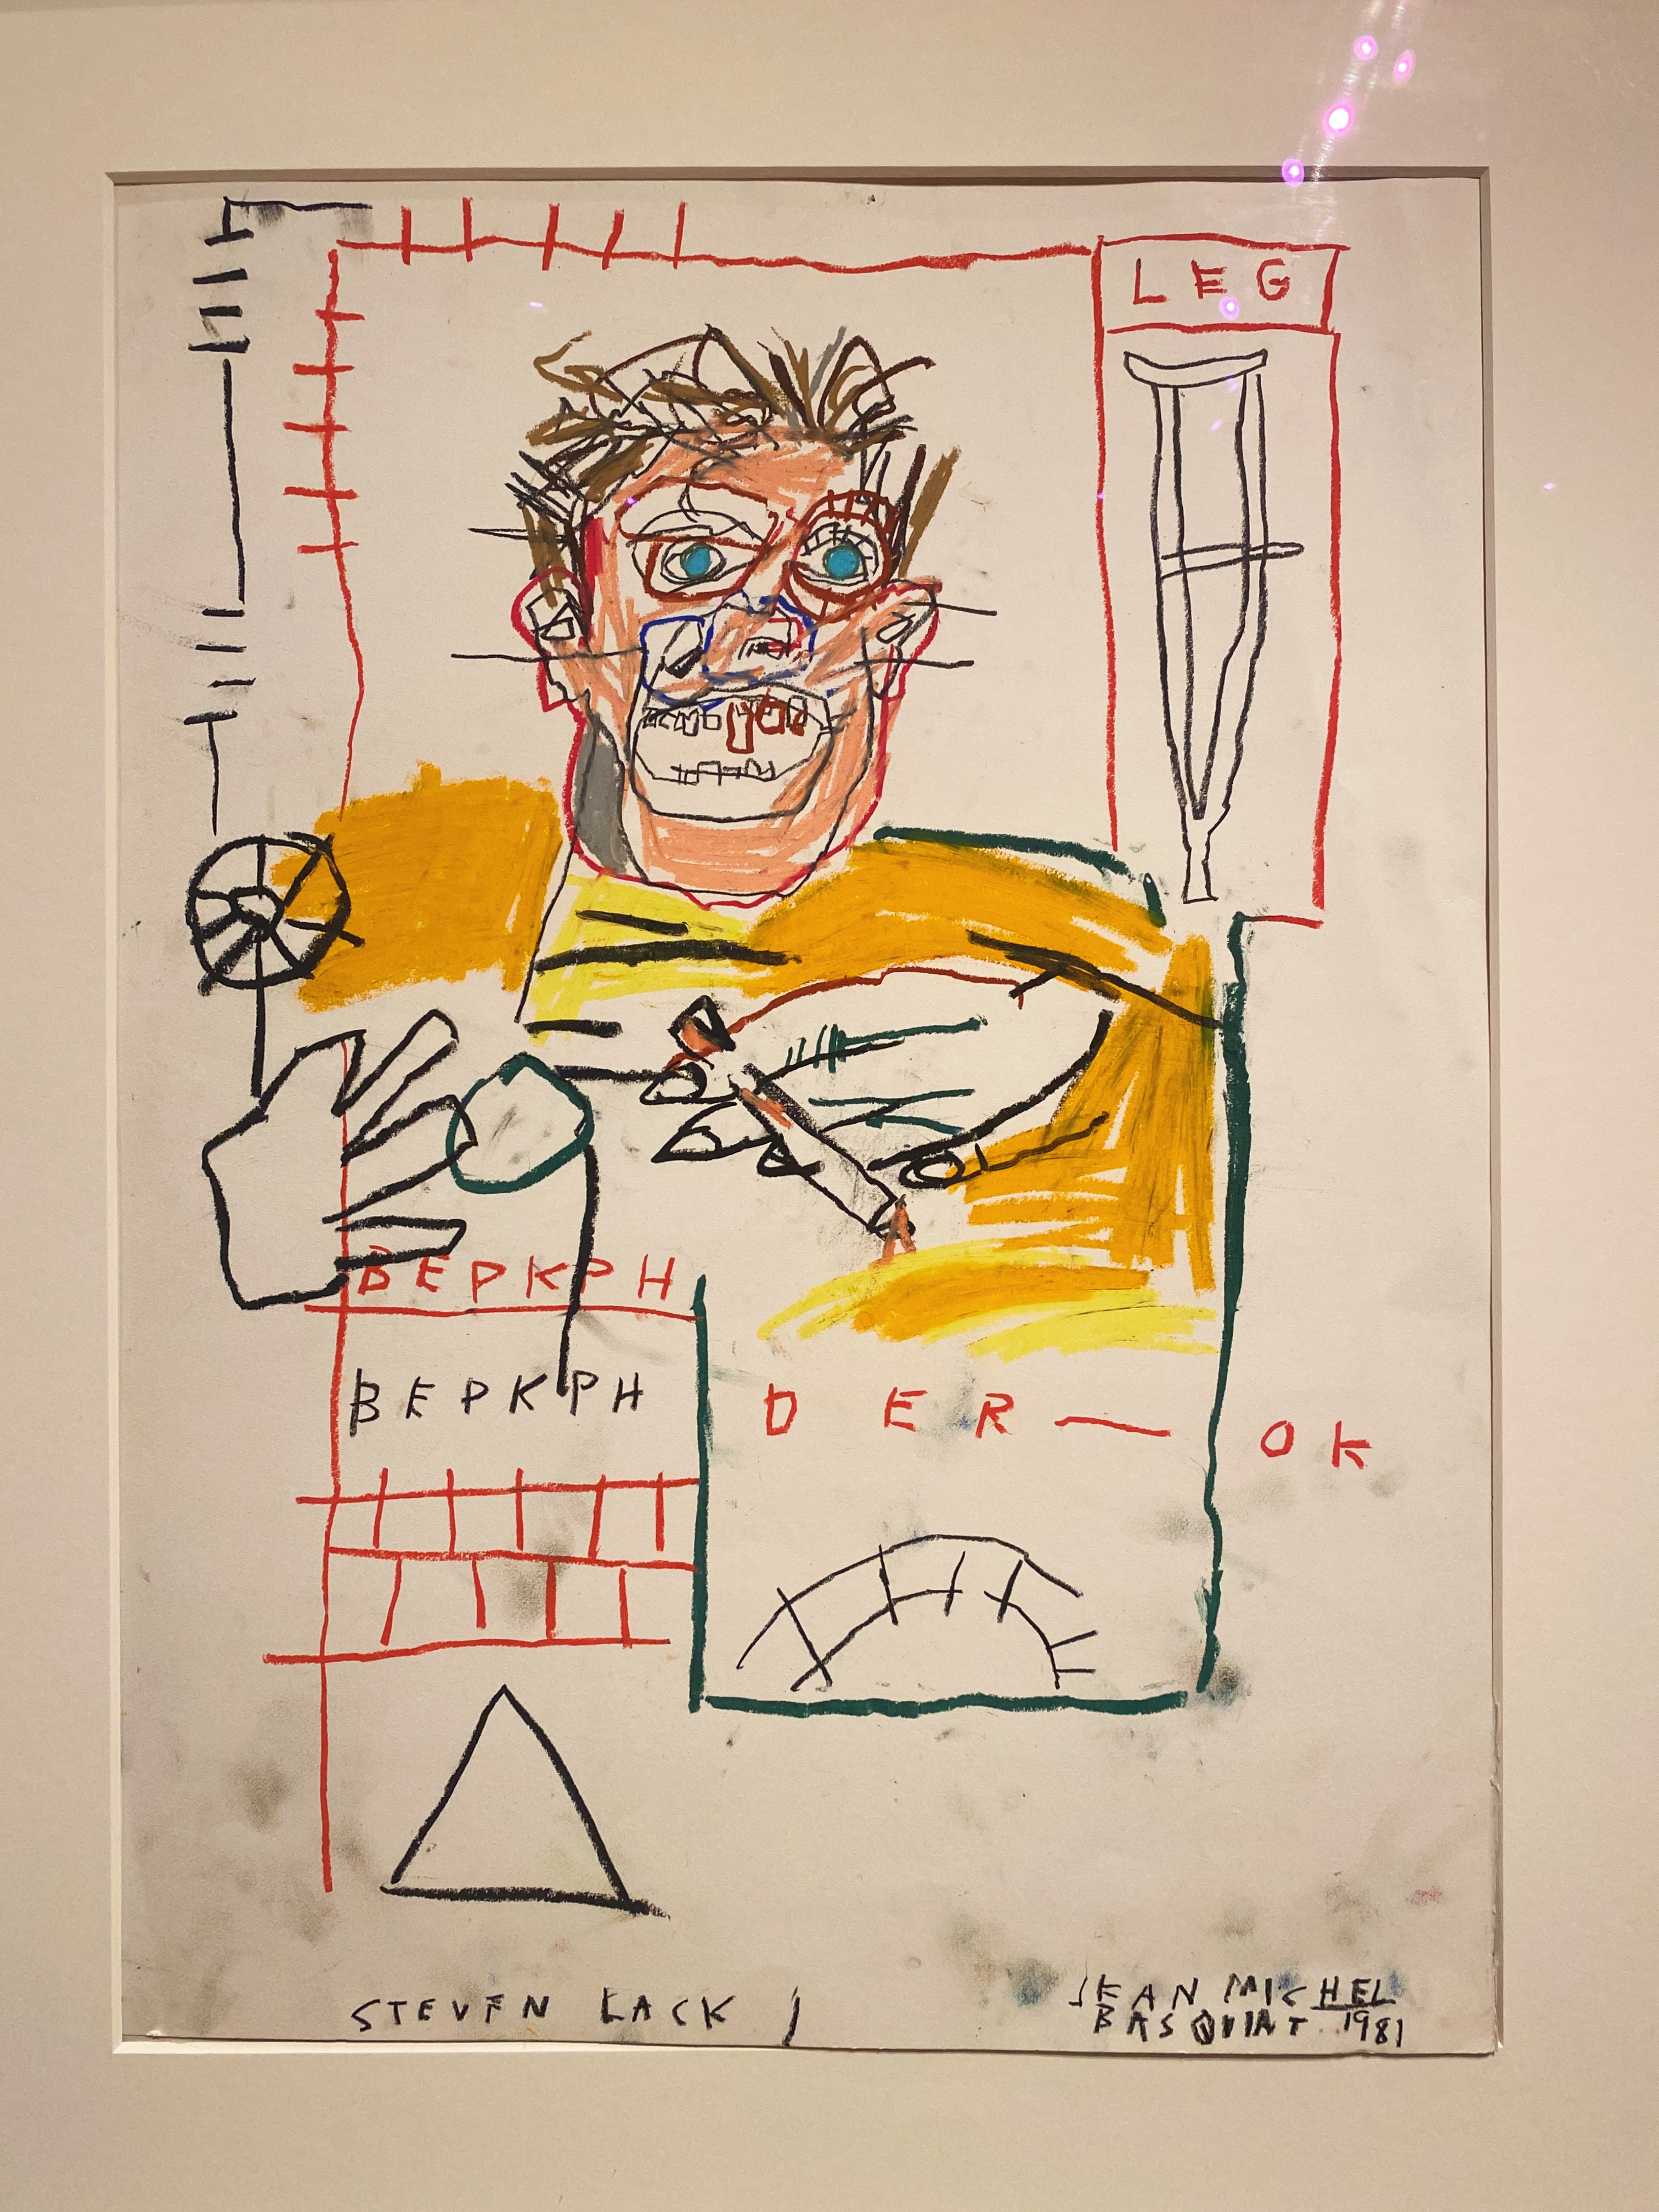 LEG
BEPKPH
BEPKPH
DER — OK
STEVEN LACK
JEAN MICHEL
BASQUIAT 1981